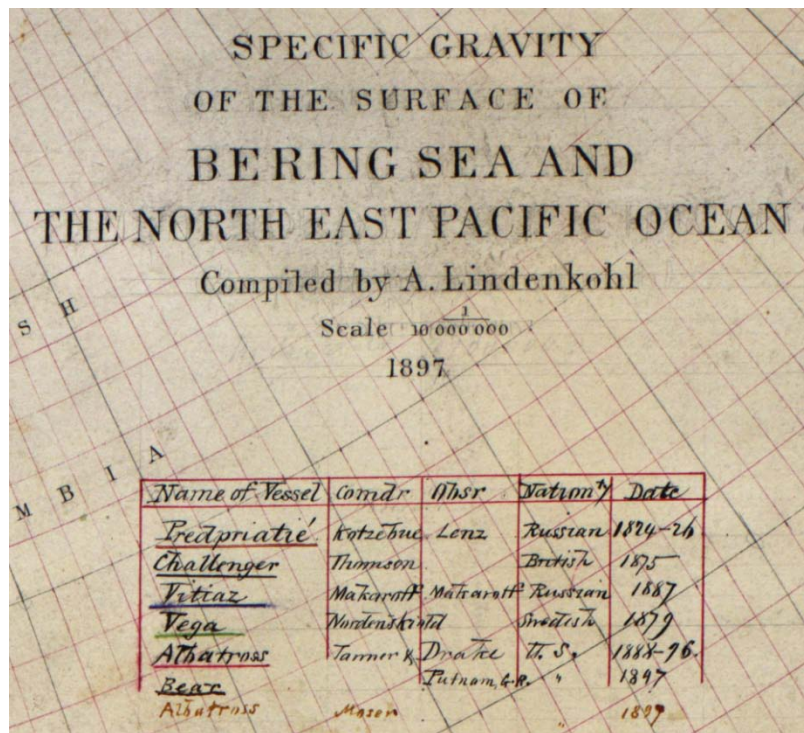 SPECIFIC GRAVITY
OF THE SURFACE OF
BERING SEA AND
THE NORTH EAST PACIFIC OCEAN
Compiled by A. Lindenkohl
Scale 1/10 000 000
1897
S H
M B I A
Name of Vessel Comdr Obsr Nation'ty Date
Predpriatié Kotzebue Lenz Russian 1824-26
Challenger Thomson British 1875
Vitiaz Makaroff Makaroff Russian 1887
Vega Nordenskiold Swedish 1879
Albatross Tanner & Drake U.S. 1888-96.
Bear Putnam, G.R. " 1897
Albatross Moser " 1897